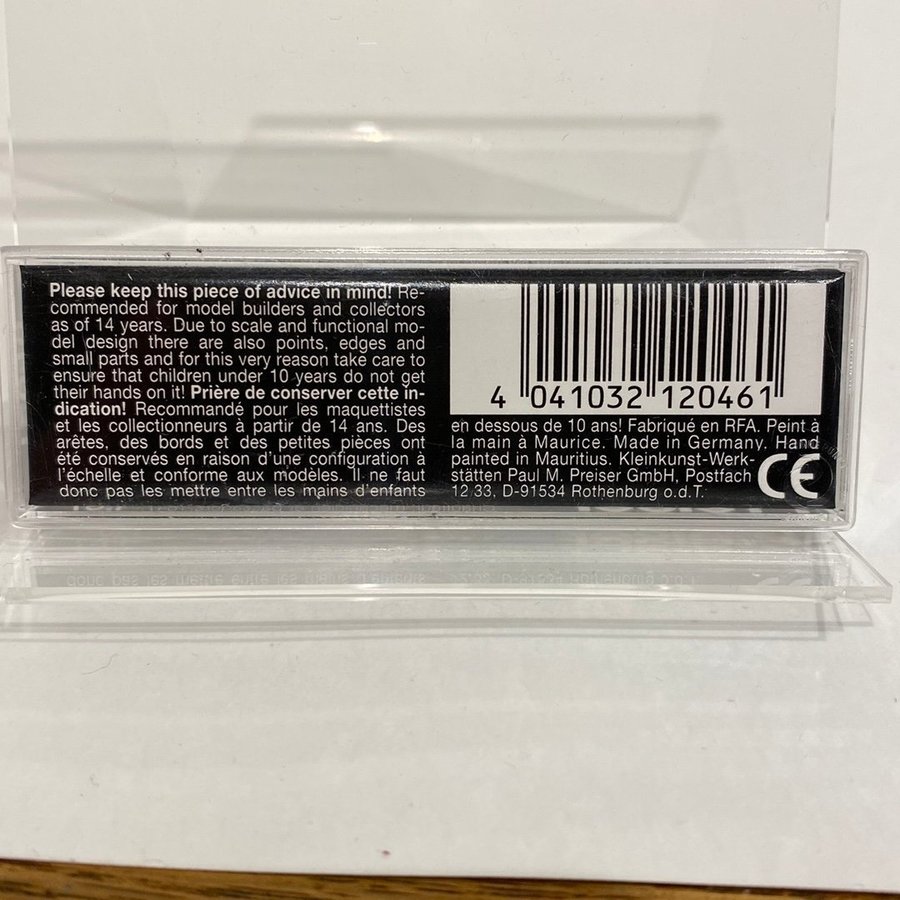 Please keep this piece of advice in mind! Re-
commended for model builders and collectors
as of 14 years. Due to scale and functional mo-
del design there are also points, edges and
small parts and for this very reason take care to
ensure that children under 10 years do not get
their hands on it! Prière de conserver cette in-
dication! Recommandé pour les maquettistes
et les collectionneurs à partir de 14 ans. Des
arêtes, des bords et des petites pièces ont
été conservés en raison d'une configuration à
l'échelle et conforme aux modèles. Il ne faut
donc pas les mettre entre les mains d'enfants
4 041032 120461
en dessous de 10 ans! Fabriqué en RFA. Peint à
la main à Maurice. Made in Germany. Hand
painted in Mauritius. Kleinkunst-Werk-
stätten Paul M. Preiser GmbH, Postfach
12 33, D-91534 Rothenburg o.d.T.
CE